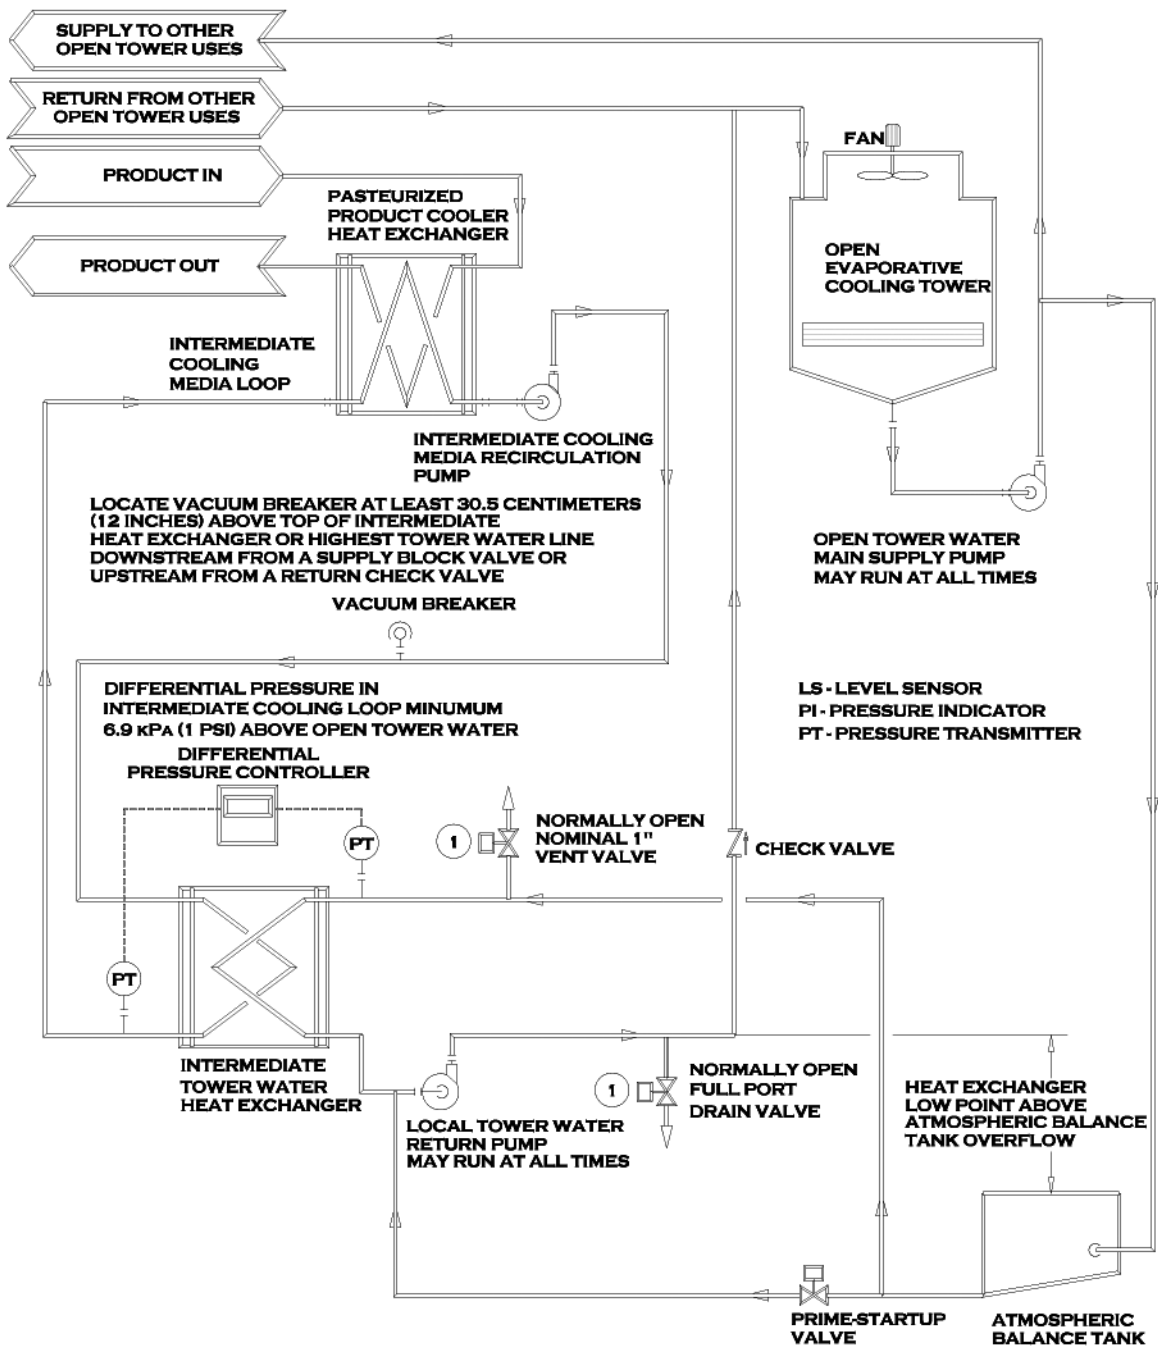 SUPPLY TO OTHER
OPEN TOWER USES
RETURN FROM OTHER
OPEN TOWER USES
PRODUCT IN
PRODUCT OUT
PASTEURIZED
PRODUCT COOLER
HEAT EXCHANGER
FAN
OPEN
EVAPORATIVE
COOLING TOWER
INTERMEDIATE
COOLING
MEDIA LOOP
INTERMEDIATE COOLING
MEDIA RECIRCULATION
PUMP
LOCATE VACUUM BREAKER AT LEAST 30.5 CENTIMETERS
(12 INCHES) ABOVE TOP OF INTERMEDIATE
HEAT EXCHANGER OR HIGHEST TOWER WATER LINE
DOWNSTREAM FROM A SUPPLY BLOCK VALVE OR
UPSTREAM FROM A RETURN CHECK VALVE
VACUUM BREAKER
OPEN TOWER WATER
MAIN SUPPLY PUMP
MAY RUN AT ALL TIMES
DIFFERENTIAL PRESSURE IN
INTERMEDIATE COOLING LOOP MINUMUM
6.9 KPA (1 PSI) ABOVE OPEN TOWER WATER
LS - LEVEL SENSOR
PI - PRESSURE INDICATOR
PT - PRESSURE TRANSMITTER
DIFFERENTIAL
PRESSURE CONTROLLER
PT
1
NORMALLY OPEN
NOMINAL 1"
VENT VALVE
CHECK VALVE
PT
INTERMEDIATE
TOWER WATER
HEAT EXCHANGER
LOCAL TOWER WATER
RETURN PUMP
MAY RUN AT ALL TIMES
1
NORMALLY OPEN
FULL PORT
DRAIN VALVE
HEAT EXCHANGER
LOW POINT ABOVE
ATMOSPHERIC BALANCE
TANK OVERFLOW
PRIME-STARTUP
VALVE
ATMOSPHERIC
BALANCE TANK